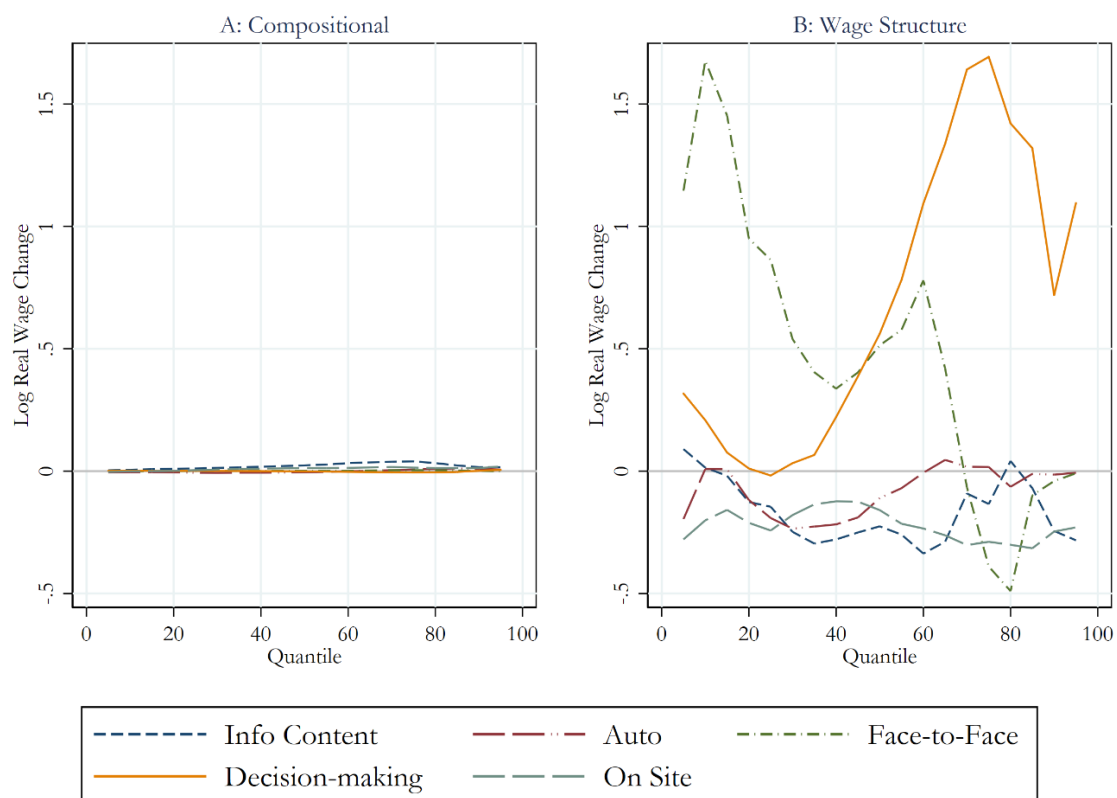 A: Compositional
B: Wage Structure
Log Real Wage Change
1.5
1
.5
0
-.5
0 20 40 60 80 100
Quantile
Log Real Wage Change
1.5
1
.5
0
-.5
0 20 40 60 80 100
Quantile
Info Content
Auto
Face-to-Face
Decision-making
On Site